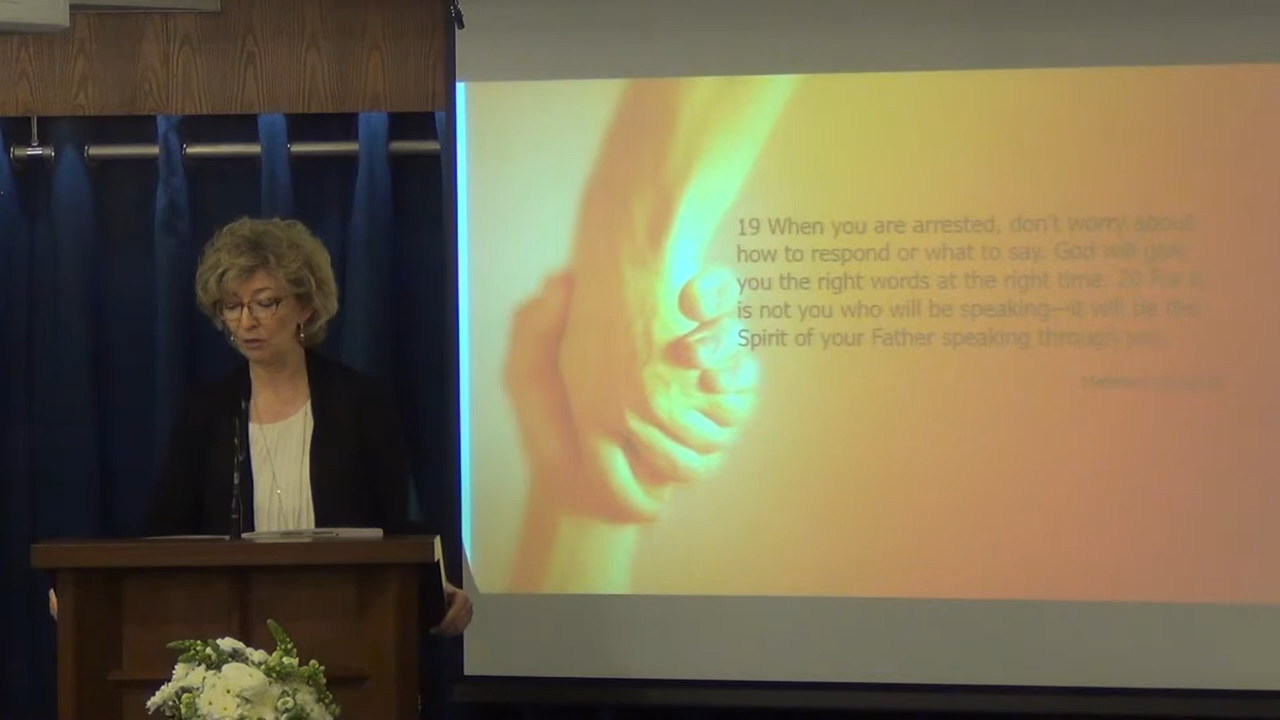 19 When you are arrested, don't worry about
how to respond or what to say. God will give
you the right words at the right time. 20 For it
is not you who will be speaking—it will be the
Spirit of your Father speaking through you.